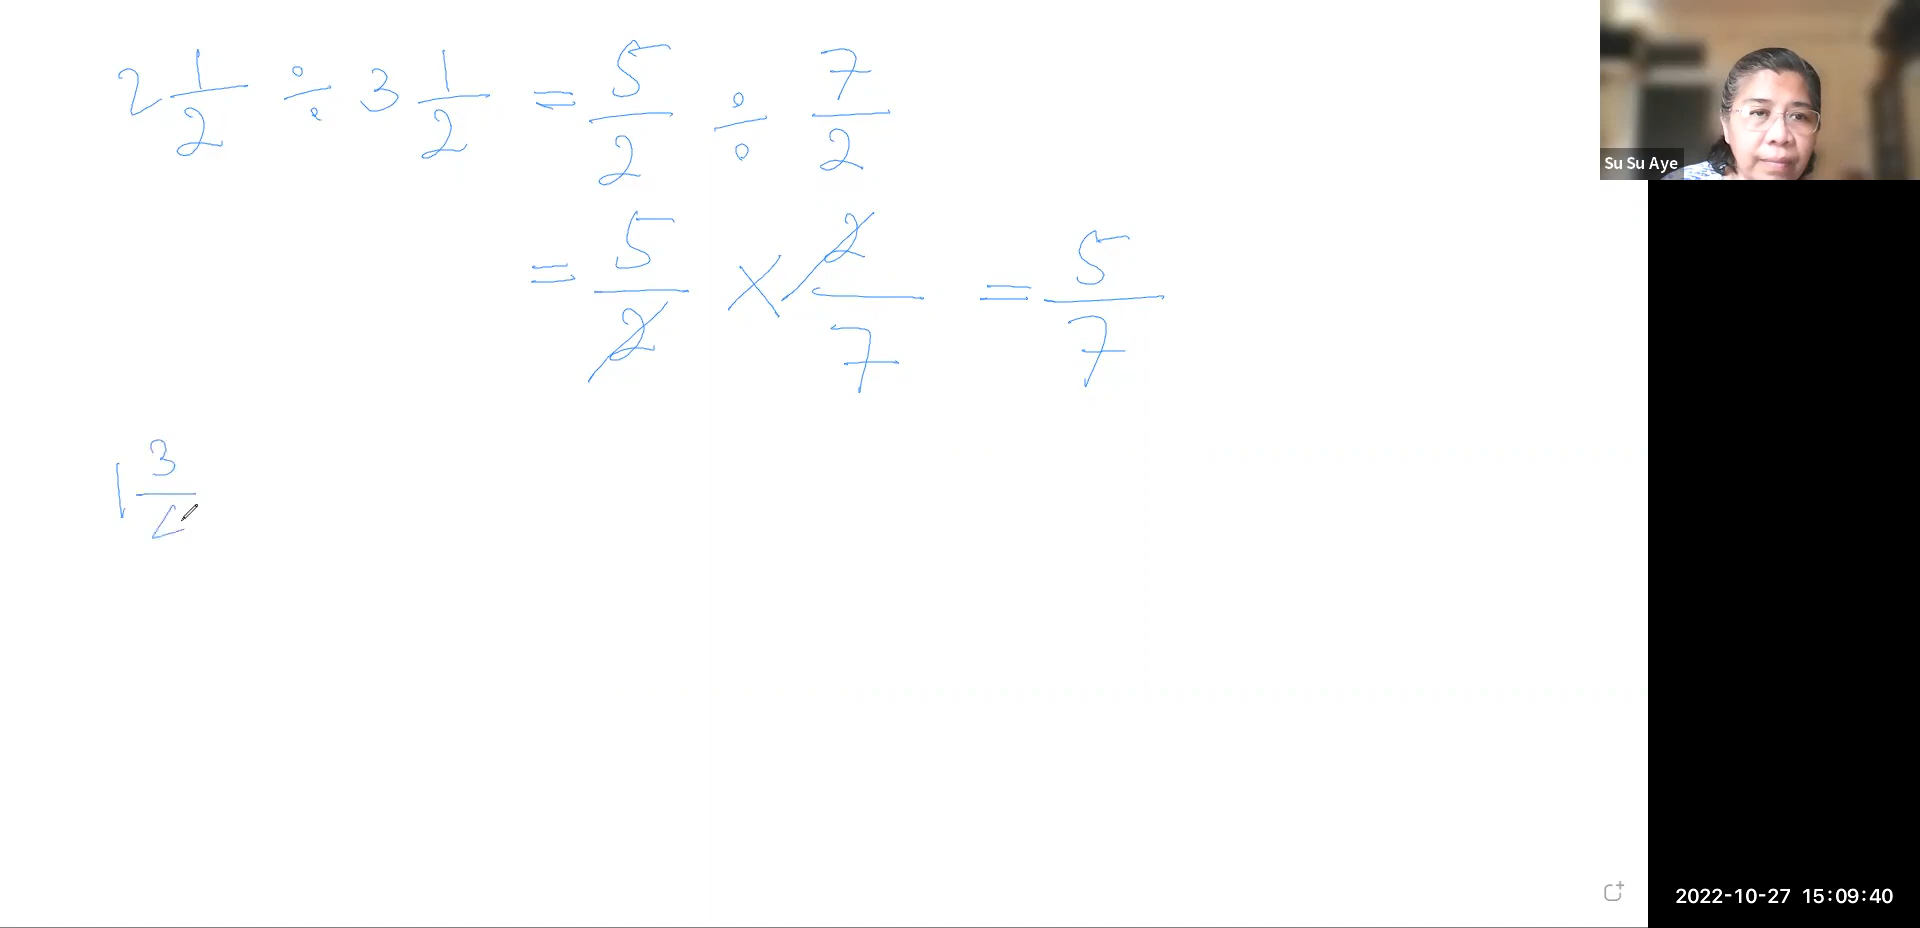 2 1/2 ÷ 3 1/2 = 5/2 ÷ 7/2
= 5/2 × 2/7 = 5/7
1 3/
Su Su Aye
2022-10-27 15:09:40